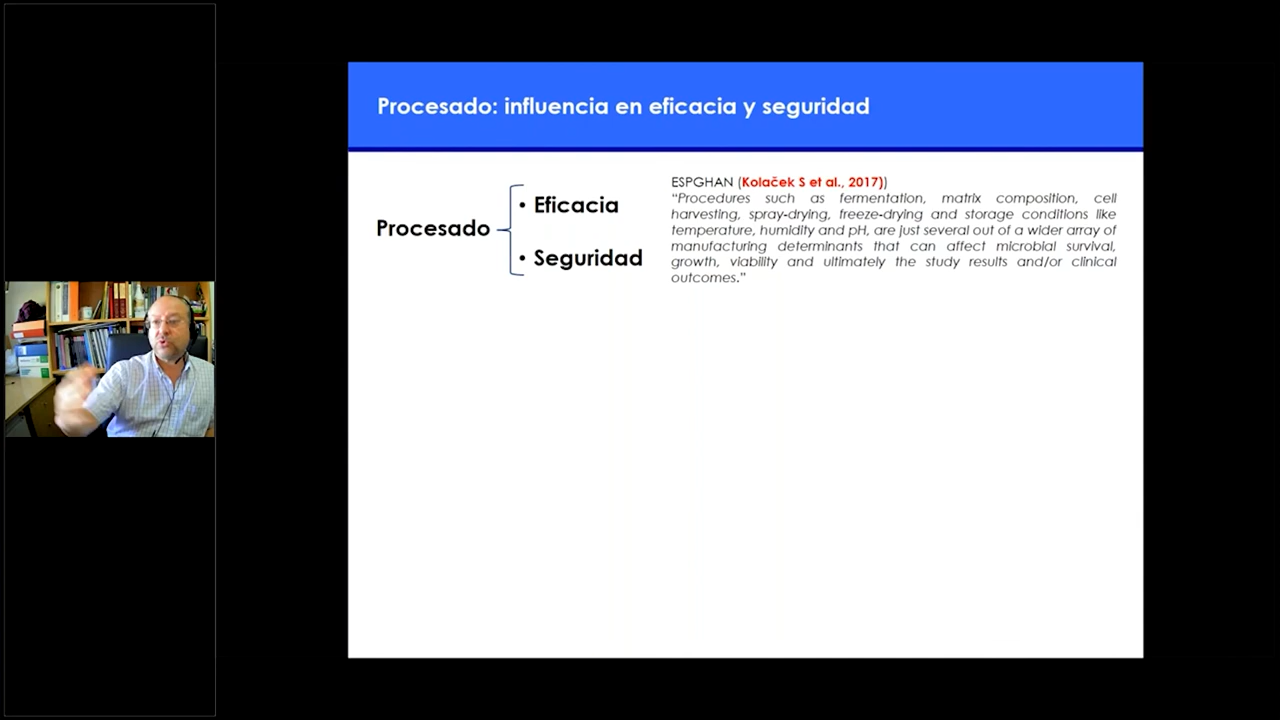 Procesado: influencia en eficacia y seguridad
Procesado
• Eficacia
• Seguridad
ESPGHAN (Kolaček S et al., 2017))
“Procedures such as fermentation, matrix composition, cell
harvesting, spray-drying, freeze-drying and storage conditions like
temperature, humidity and pH, are just several out of a wider array of
manufacturing determinants that can affect microbial survival,
growth, viability and ultimately the study results and/or clinical
outcomes.”